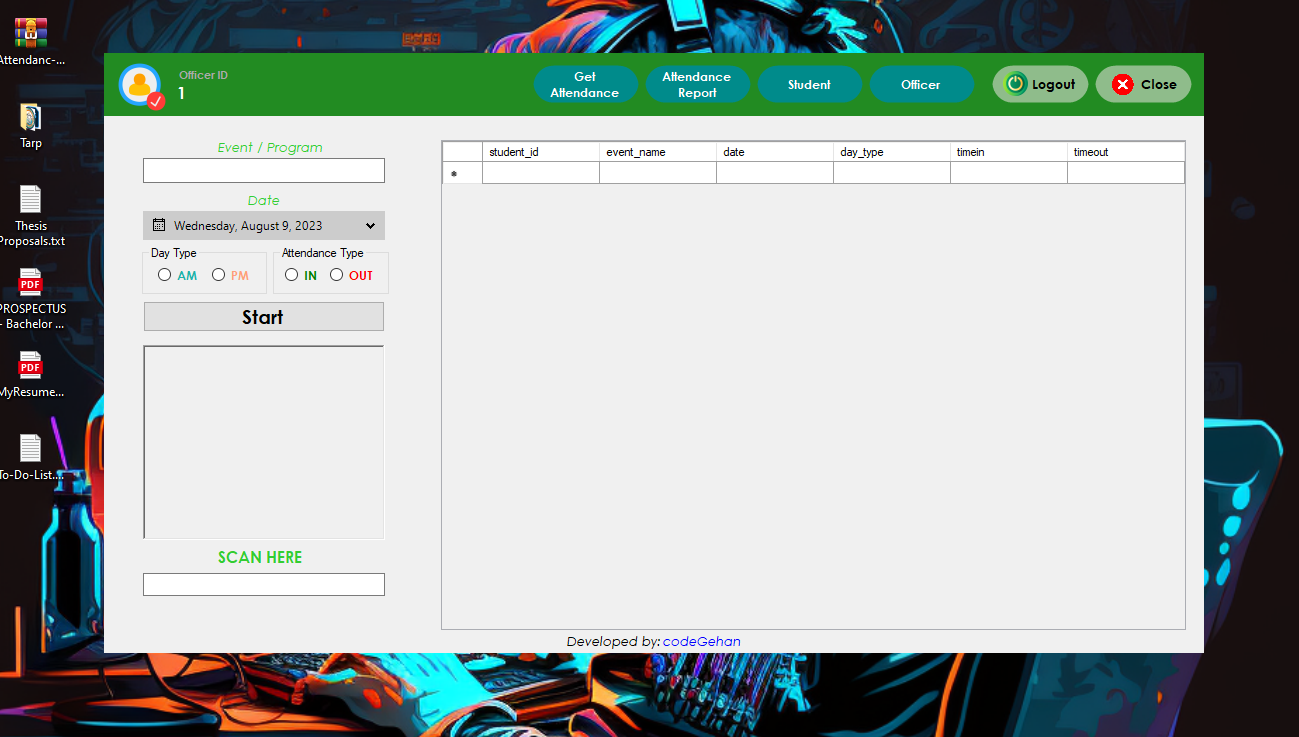 Attendanc-...
Tarp
Thesis
Proposals.txt
PDF
PROSPECTUS
- Bachelor ...
PDF
MyResume...
To-Do-List....
Officer ID
1
Get
Attendance
Attendance
Report
Student
Officer
Logout
Close
Event / Program
Date
Wednesday, August 9, 2023
Day Type
AM PM
Attendance Type
IN OUT
Start
SCAN HERE
student_id event_name date day_type timein timeout
*
Developed by: codeGehan